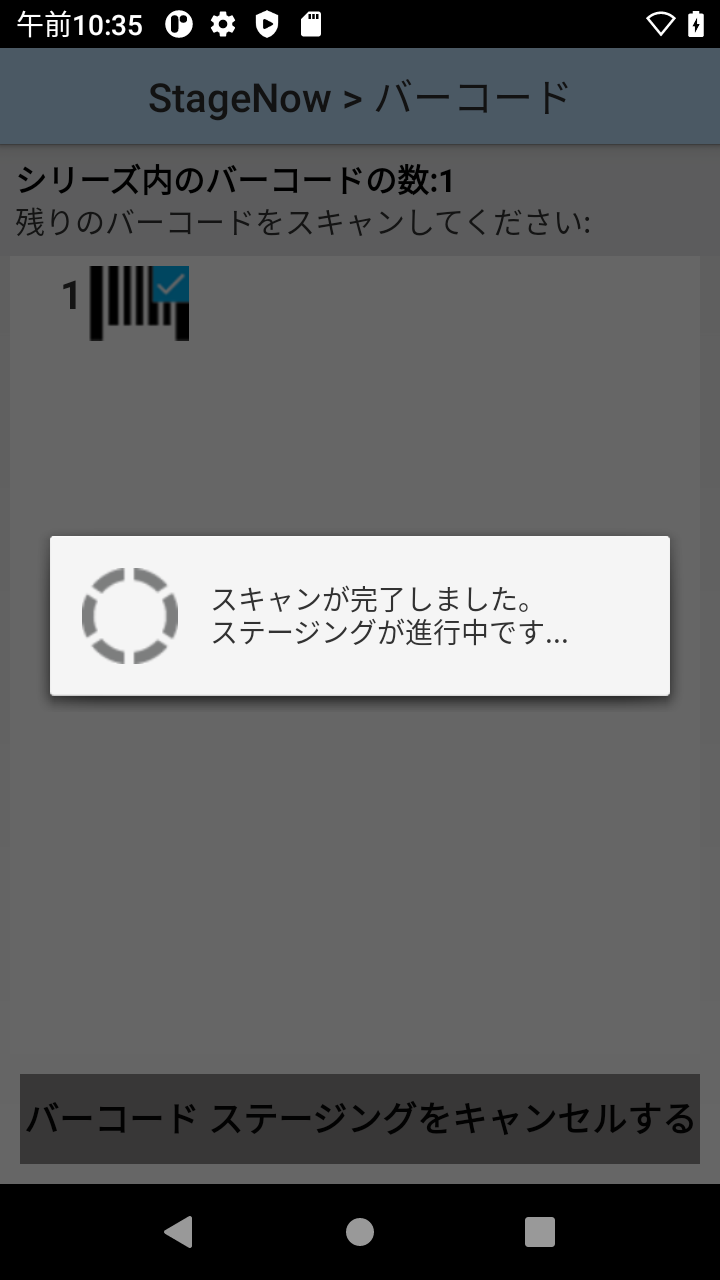 午前10:35
StageNow > バーコード
シリーズ内のバーコードの数:1
残りのバーコードをスキャンしてください:
1
スキャンが完了しました。
ステージングが進行中です...
バーコード ステージングをキャンセルする